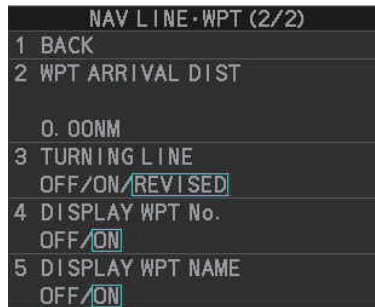 NAV LINE·WPT (2/2)
1 BACK
2 WPT ARRIVAL DIST
0.00NM
3 TURNING LINE
OFF/ON/REVISED
4 DISPLAY WPT No.
OFF/ON
5 DISPLAY WPT NAME
OFF/ON